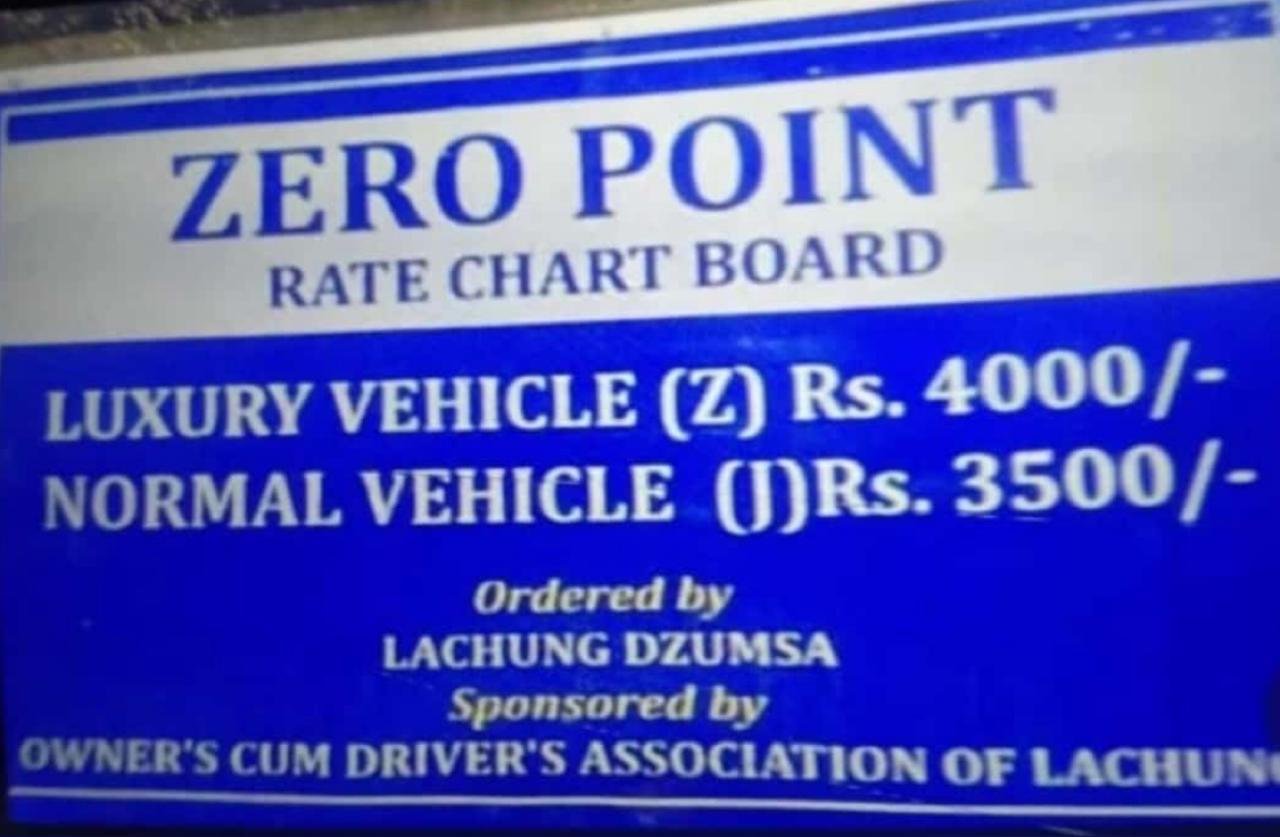 ZERO POINT
RATE CHART BOARD
LUXURY VEHICLE (Z) Rs. 4000/-
NORMAL VEHICLE (J)Rs. 3500/-
Ordered by
LACHUNG DZUMSA
Sponsored by
OWNER'S CUM DRIVER'S ASSOCIATION OF LACHUNG